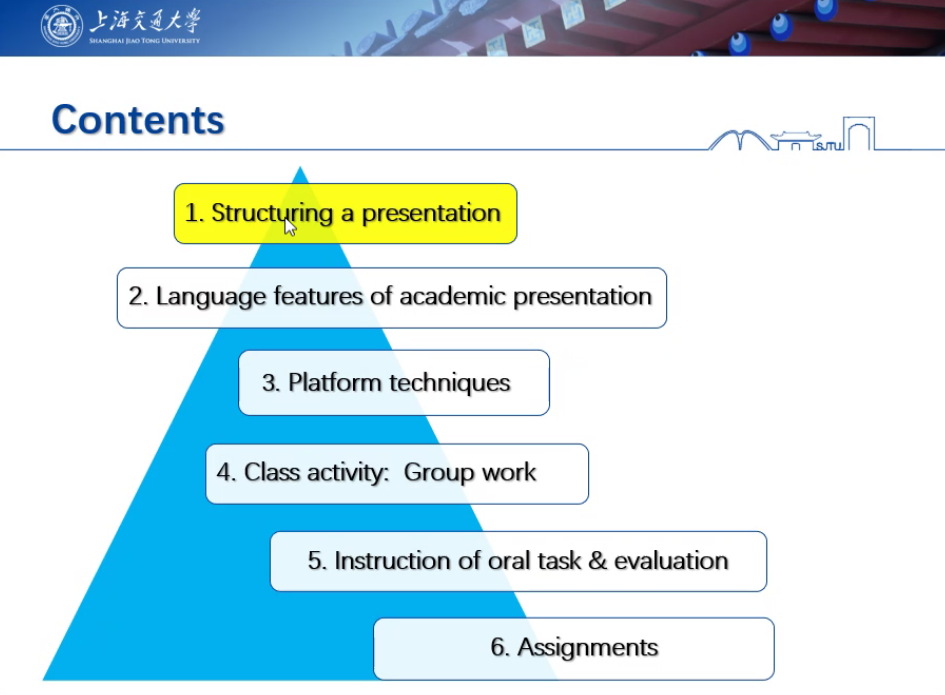 上海交通大学
SHANGHAI JIAO TONG UNIVERSITY
Contents
SJTU
1. Structuring a presentation
2. Language features of academic presentation
3. Platform techniques
4. Class activity:  Group work
5. Instruction of oral task & evaluation
6. Assignments